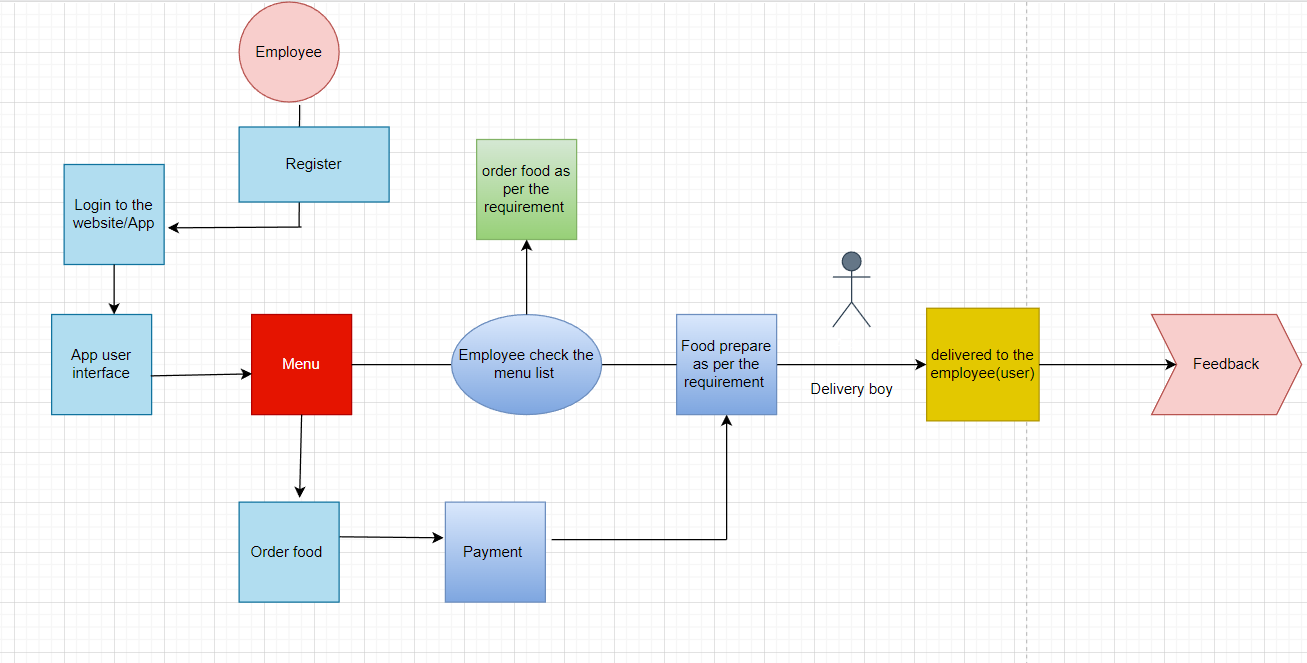 Employee
Register
Login to the
website/App
order food as
per the
requirement
App user
interface
Menu
Employee check the
menu list
Food prepare
as per the
requirement
Delivery boy
delivered to the
employee(user)
Feedback
Order food
Payment